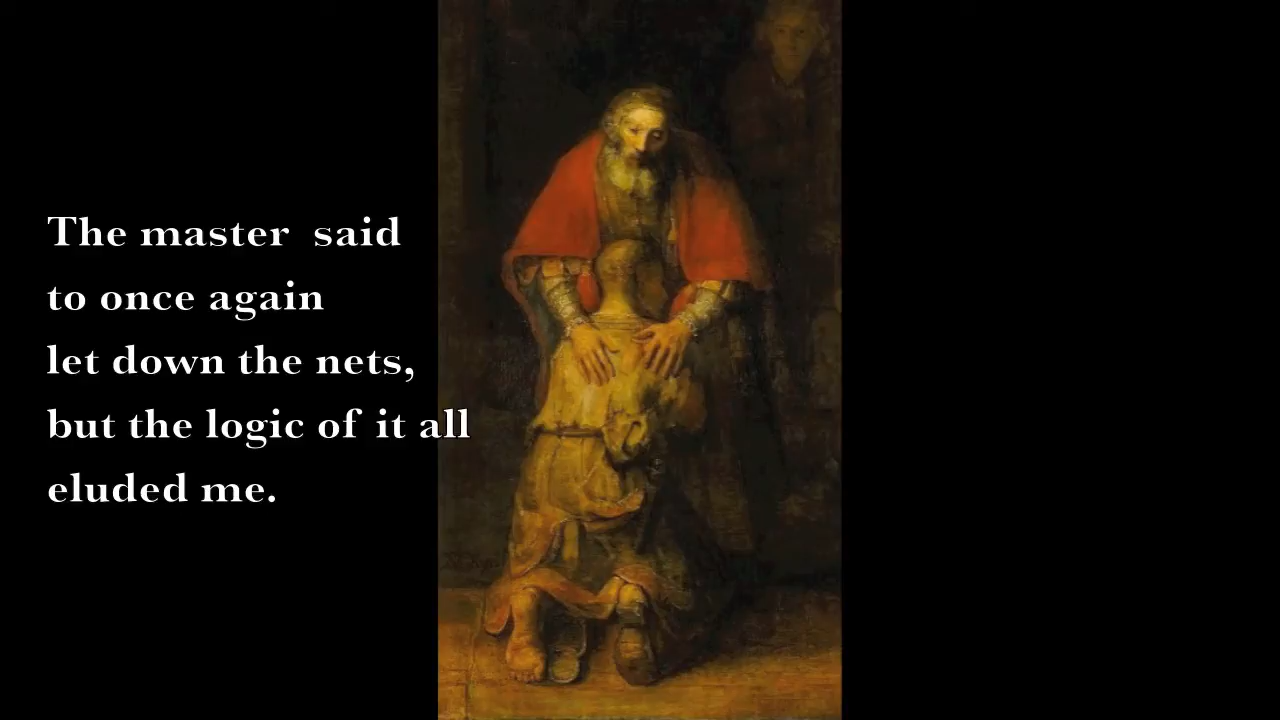 The master said
to once again
let down the nets,
but the logic of it all
eluded me.